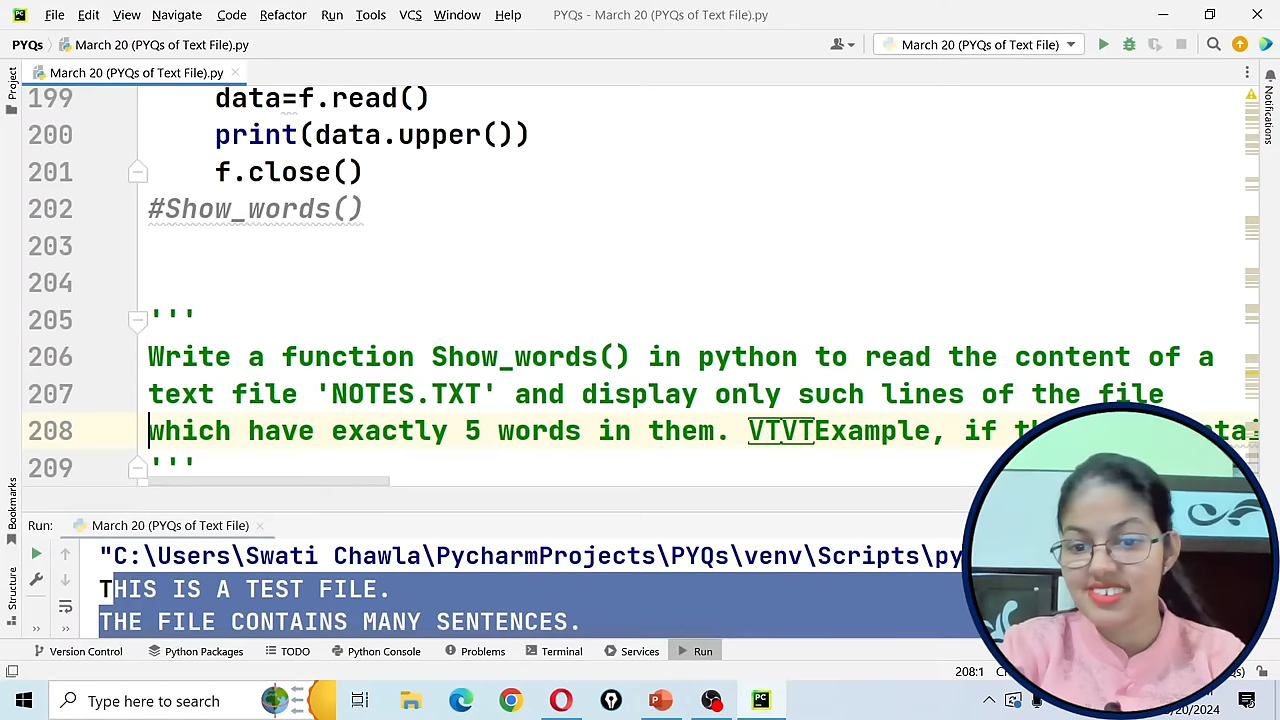 File Edit View Navigate Code Refactor Run Tools VCS Window Help PYQs - March 20 (PYQs of Text File).py
PYQs March 20 (PYQs of Text File).py March 20 (PYQs of Text File)
Project March 20 (PYQs of Text File).py
Notifications
199 data=f.read()
200 print(data.upper())
201 f.close()
202 #Show_words()
203
204
205 '''
206 Write a function Show_words() in python to read the content of a
207 text file 'NOTES.TXT' and display only such lines of the file
208 which have exactly 5 words in them. VTVTExample, if
209 '''
Bookmarks
Structure
Run: March 20 (PYQs of Text File)
"C:\Users\Swati Chawla\PycharmProjects\PYQs\venv\Scripts\py
THIS IS A TEST FILE.
THE FILE CONTAINS MANY SENTENCES.
Version Control Python Packages TODO Python Console Problems Terminal Services Run
208:1
Type here to search